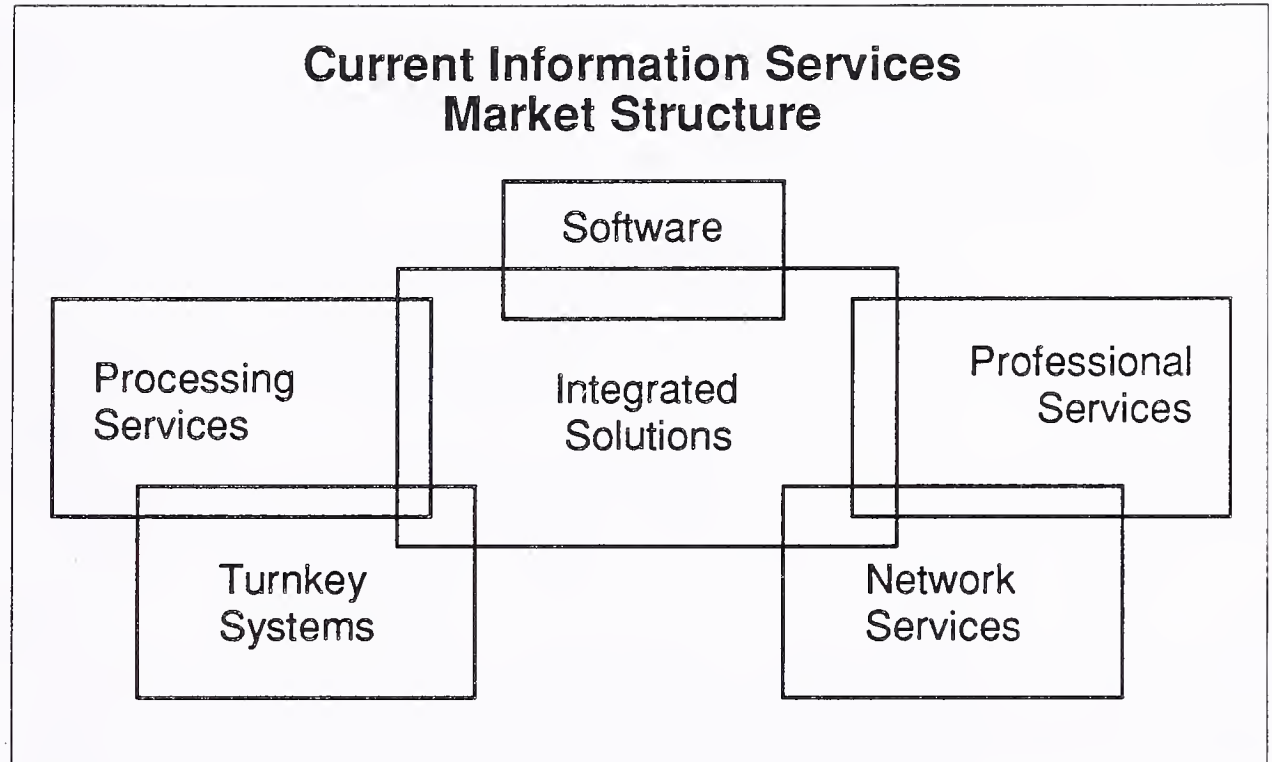 Current Information Services
Market Structure
Software
Processing
Services
Integrated
Solutions
Professional
Services
Turnkey
Systems
Network
Services